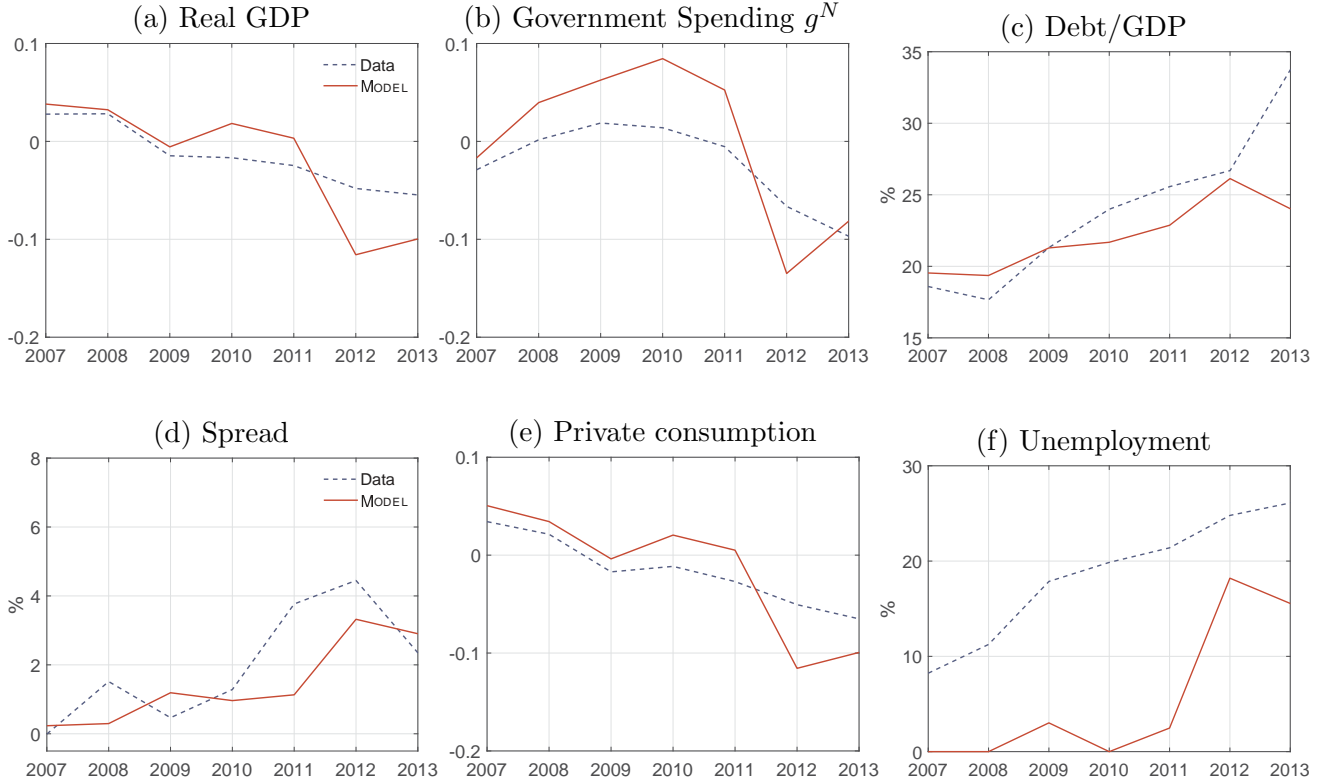 (a) Real GDP
0.1
0
-0.1
-0.2
2007 2008 2009 2010 2011 2012 2013
Data
MODEL
(b) Government Spending g^N
0.1
0
-0.1
-0.2
2007 2008 2009 2010 2011 2012 2013
(c) Debt/GDP
35
30
25
20
15
%
2007 2008 2009 2010 2011 2012 2013
(d) Spread
8
6
4
2
0
%
2007 2008 2009 2010 2011 2012 2013
Data
MODEL
(e) Private consumption
0.1
0
-0.1
-0.2
2007 2008 2009 2010 2011 2012 2013
(f) Unemployment
30
20
10
0
%
2007 2008 2009 2010 2011 2012 2013